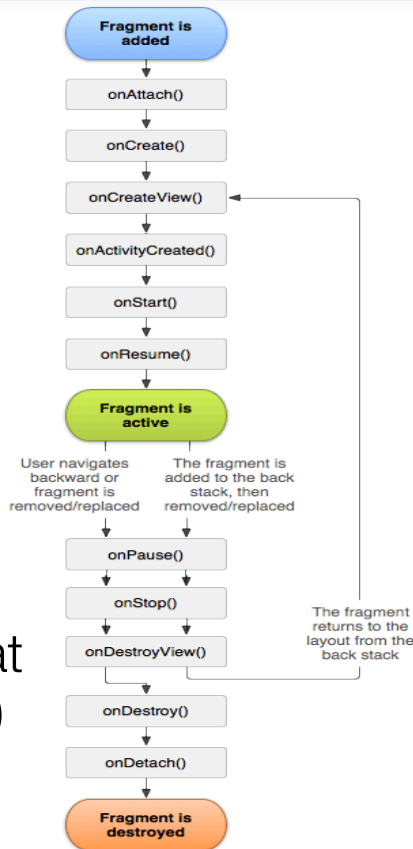 Fragment is
added
onAttach()
onCreate()
onCreateView()
onActivityCreated()
onStart()
onResume()
Fragment is
active
User navigates
backward or
fragment is
removed/replaced
The fragment is
added to the back
stack, then
removed/replaced
onPause()
onStop()
onDestroyView()
The fragment
returns to the
layout from the
back stack
at
)
onDestroy()
onDetach()
Fragment is
destroyed